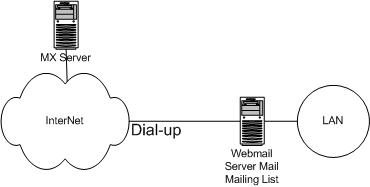 MX Server
InterNet
Dial-up
LAN
Webmail
Server Mail
Mailing List